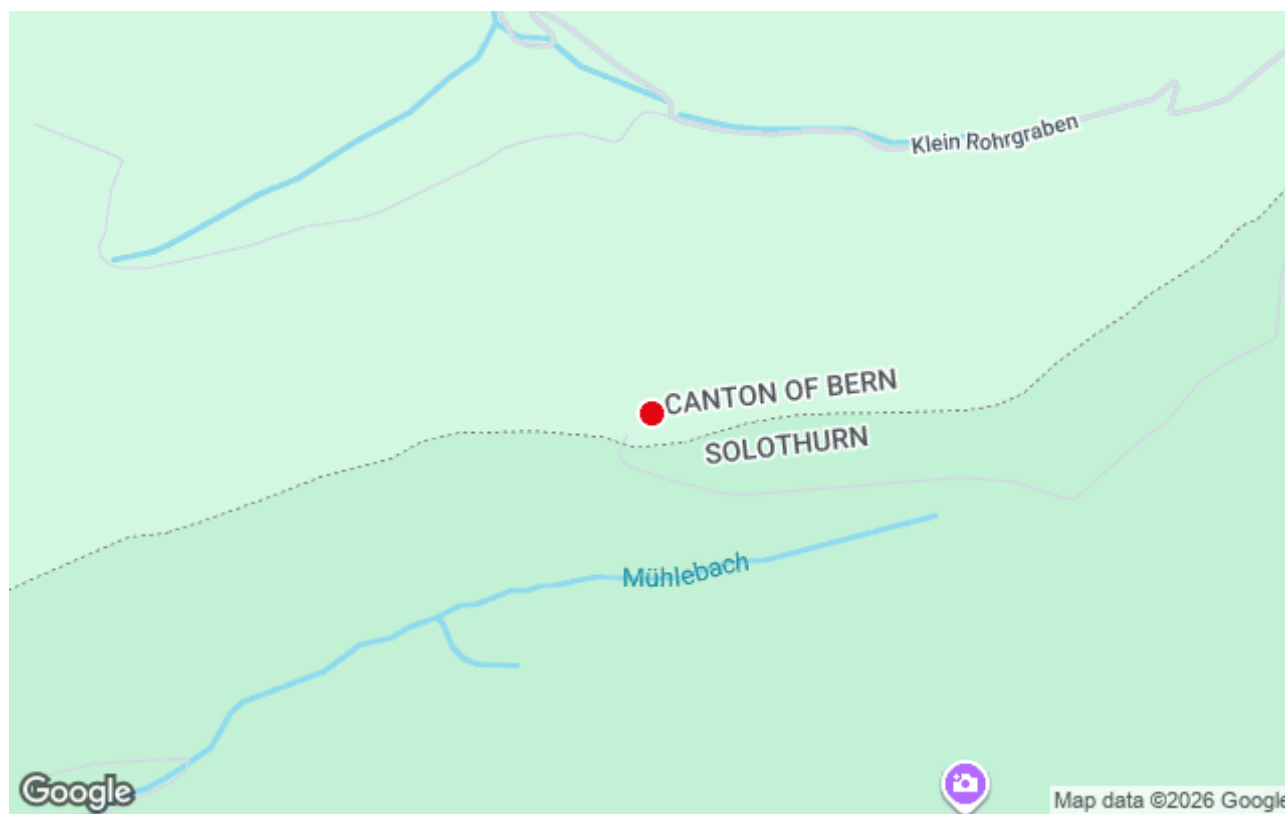 Klein Rohrgraben
CANTON OF BERN
SOLOTHURN
Mühlebach
Google
Map data ©2026 Google